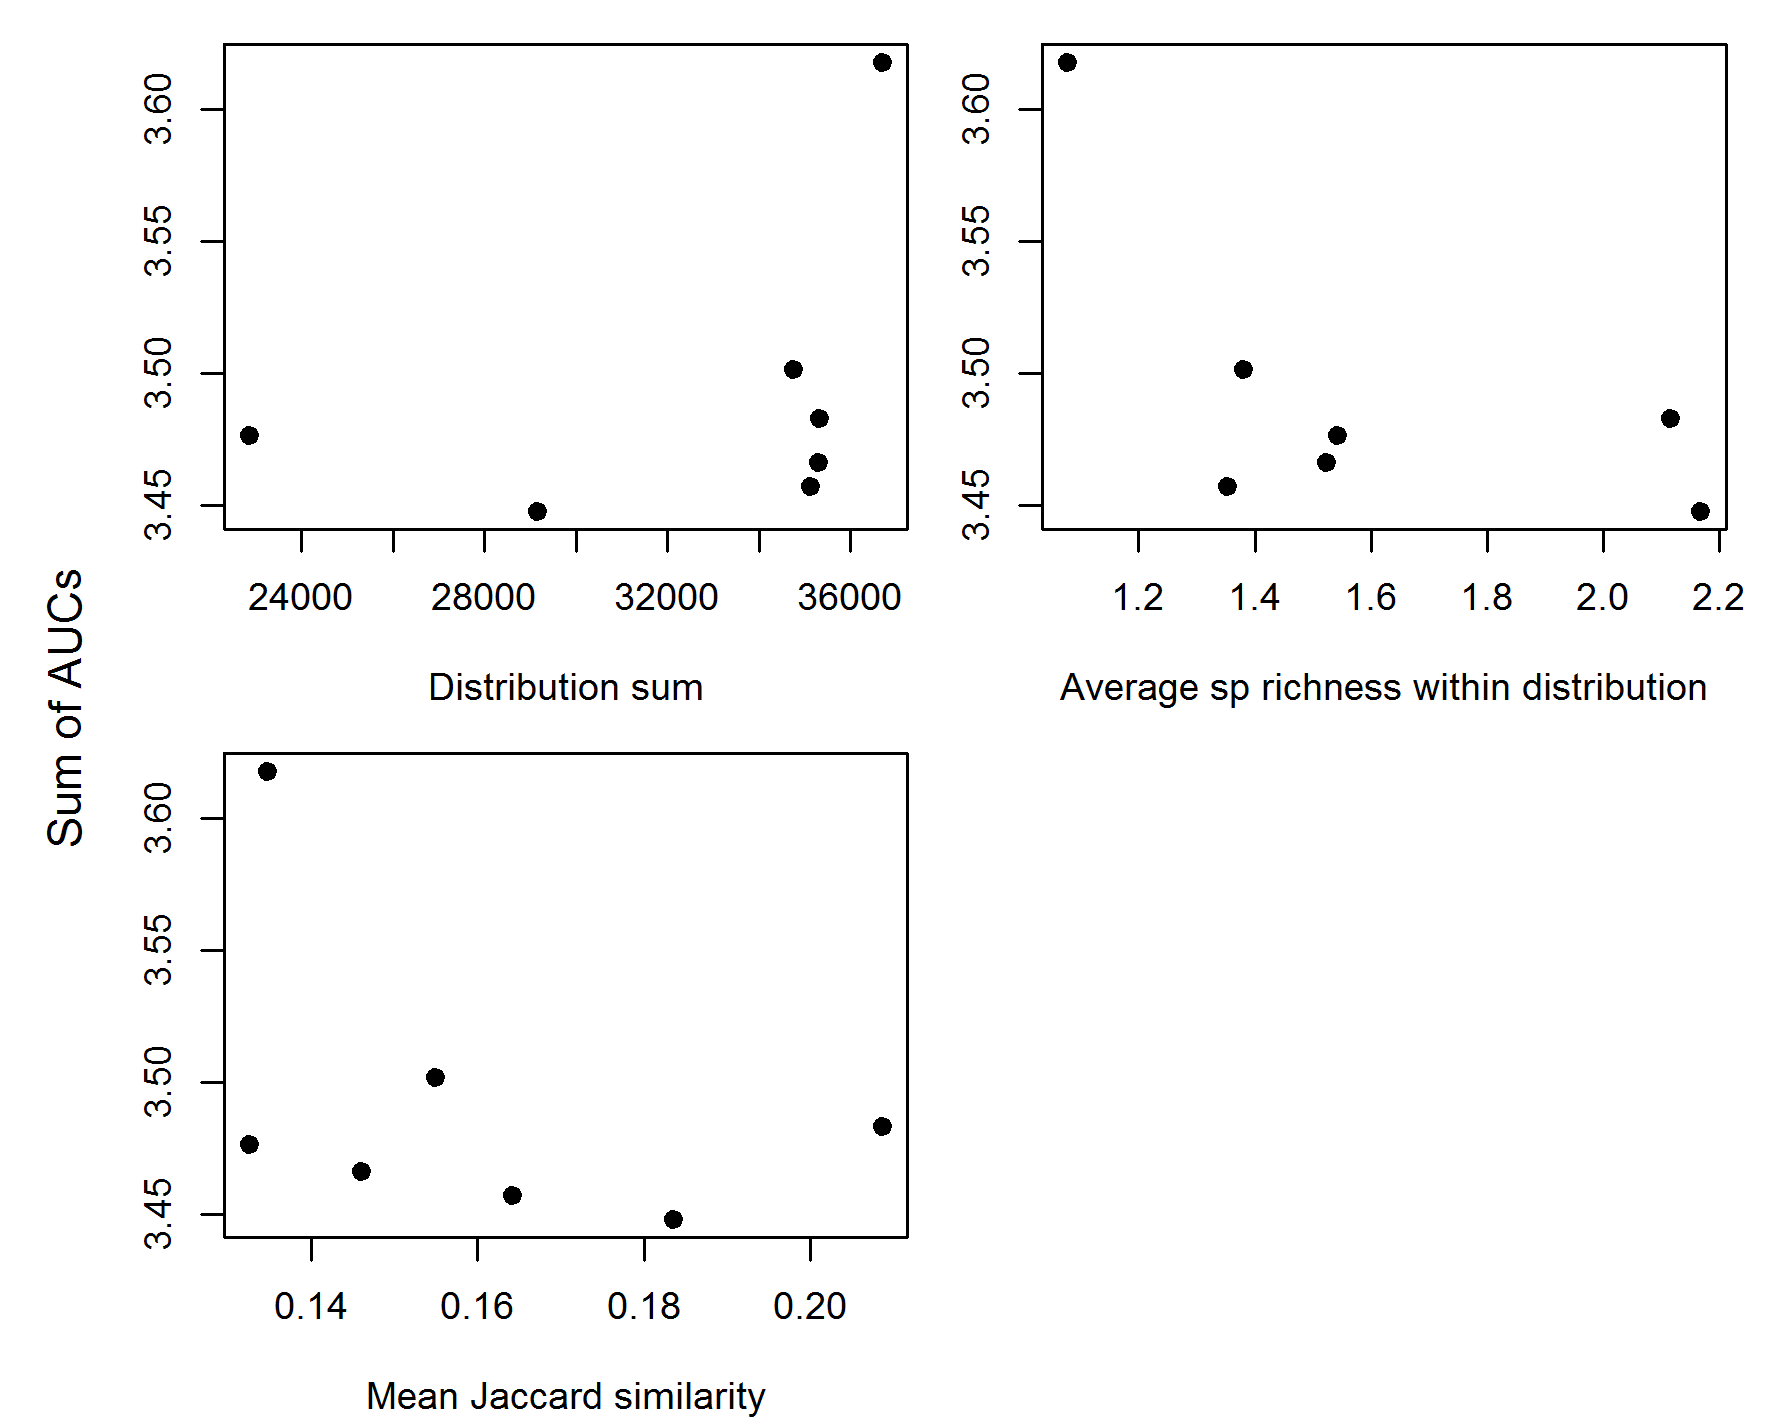 Sum of AUCs
3.60
3.55
3.50
3.45
24000 28000 32000 36000
Distribution sum
3.60
3.55
3.50
3.45
1.2 1.4 1.6 1.8 2.0 2.2
Average sp richness within distribution
3.60
3.55
3.50
3.45
0.14 0.16 0.18 0.20
Mean Jaccard similarity